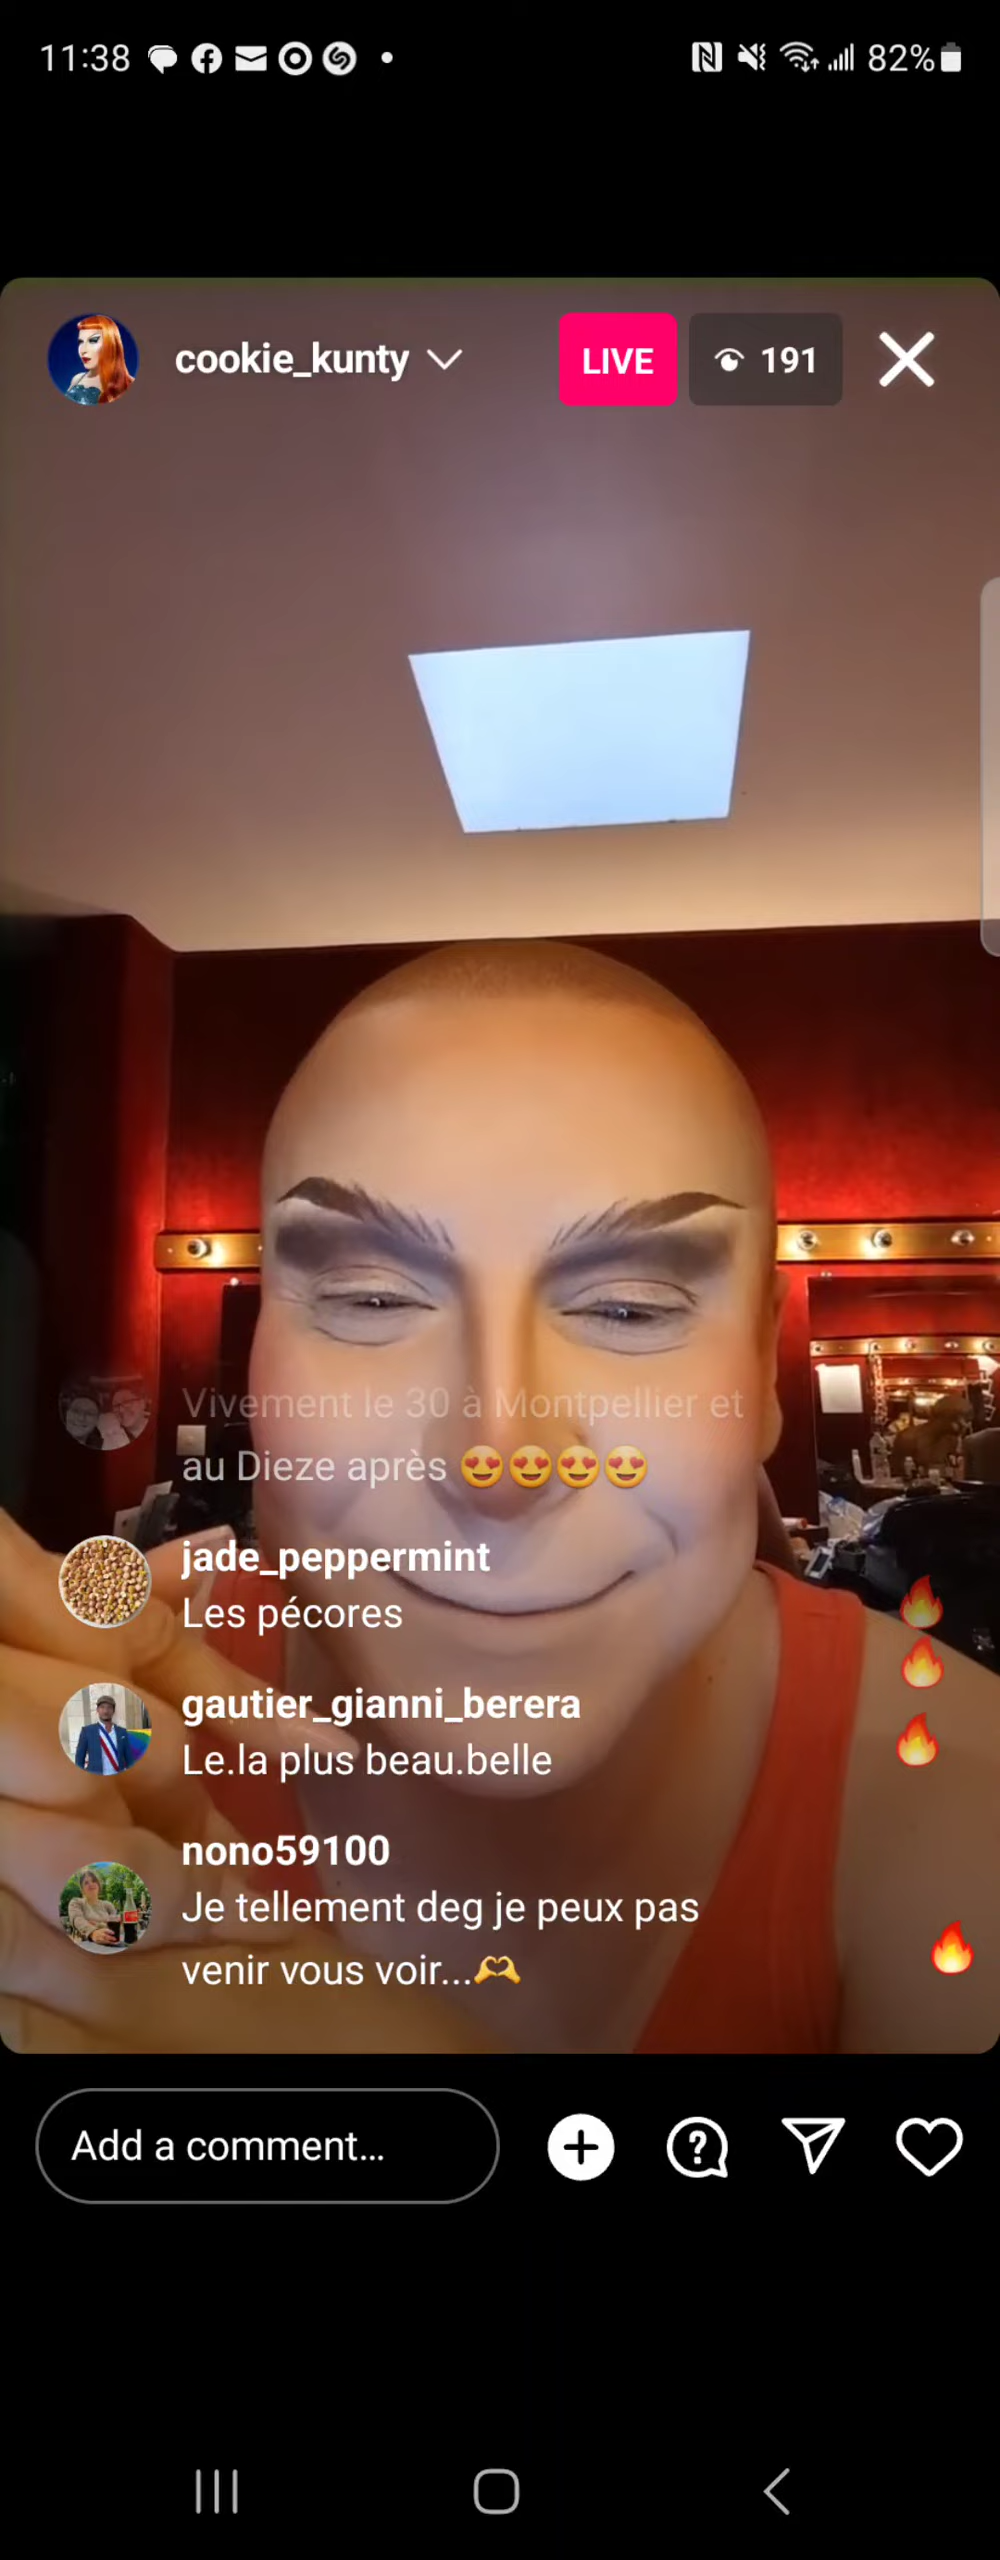 11:38
82%
cookie_kunty
LIVE
191
Vivement le 30 à Montpellier et
au Dieze après 😍😍😍😍
jade_peppermint
Les pécores
gautier_gianni_berera
Le.la plus beau.belle
nono59100
Je tellement deg je peux pas
venir vous voir...🫶
Add a comment...